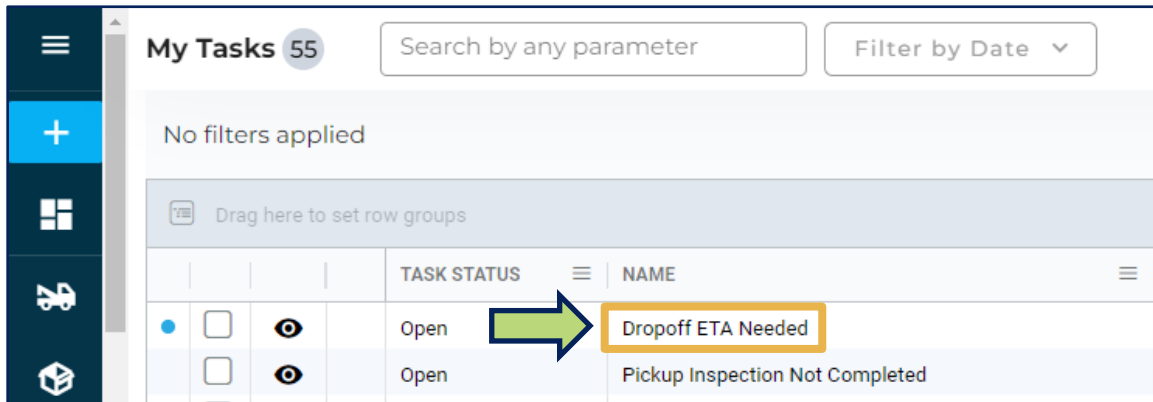 My Tasks 55 Search by any parameter Filter by Date
No filters applied
Drag here to set row groups
TASK STATUS NAME
Open Dropoff ETA Needed
Open Pickup Inspection Not Completed